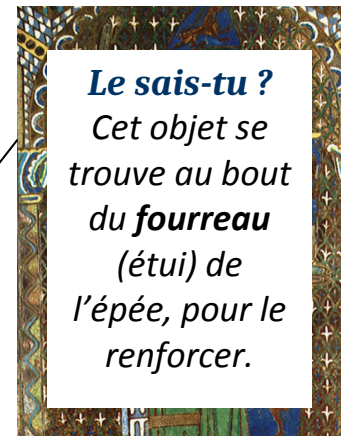 Le sais-tu ?
Cet objet se
trouve au bout
du fourreau
(étui) de
l’épée, pour le
renforcer.